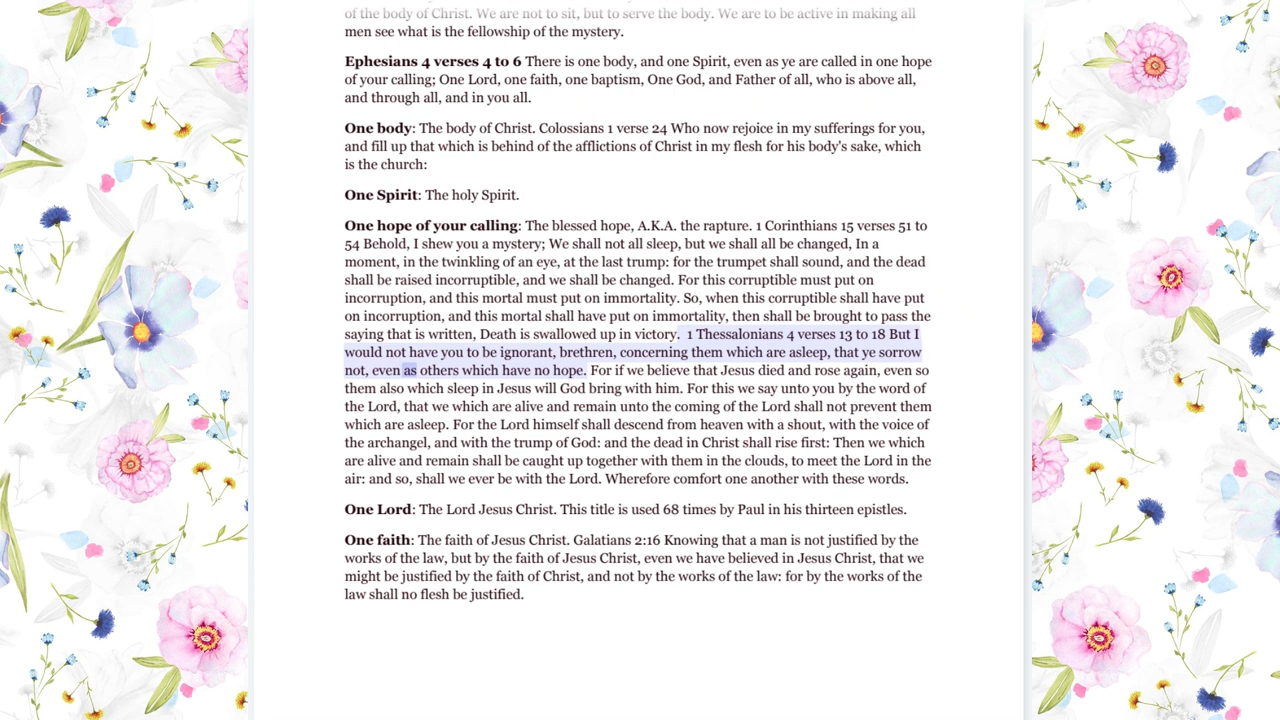 of the body of Christ. We are not to sit, but to serve the body. We are to be active in making all
men see what is the fellowship of the mystery.
Ephesians 4 verses 4 to 6 There is one body, and one Spirit, even as ye are called in one hope
of your calling; One Lord, one faith, one baptism, One God, and Father of all, who is above all,
and through all, and in you all.
One body: The body of Christ. Colossians 1 verse 24 Who now rejoice in my sufferings for you,
and fill up that which is behind of the afflictions of Christ in my flesh for his body's sake, which
is the church:
One Spirit: The holy Spirit.
One hope of your calling: The blessed hope, A.K.A. the rapture. 1 Corinthians 15 verses 51 to
54 Behold, I shew you a mystery; We shall not all sleep, but we shall all be changed, In a
moment, in the twinkling of an eye, at the last trump: for the trumpet shall sound, and the dead
shall be raised incorruptible, and we shall be changed. For this corruptible must put on
incorruption, and this mortal must put on immortality. So, when this corruptible shall have put
on incorruption, and this mortal shall have put on immortality, then shall be brought to pass the
saying that is written, Death is swallowed up in victory. 1 Thessalonians 4 verses 13 to 18 But I
would not have you to be ignorant, brethren, concerning them which are asleep, that ye sorrow
not, even as others which have no hope. For if we believe that Jesus died and rose again, even so
them also which sleep in Jesus will God bring with him. For this we say unto you by the word of
the Lord, that we which are alive and remain unto the coming of the Lord shall not prevent them
which are asleep. For the Lord himself shall descend from heaven with a shout, with the voice of
the archangel, and with the trump of God: and the dead in Christ shall rise first: Then we which
are alive and remain shall be caught up together with them in the clouds, to meet the Lord in the
air: and so, shall we ever be with the Lord. Wherefore comfort one another with these words.
One Lord: The Lord Jesus Christ. This title is used 68 times by Paul in his thirteen epistles.
One faith: The faith of Jesus Christ. Galatians 2:16 Knowing that a man is not justified by the
works of the law, but by the faith of Jesus Christ, even we have believed in Jesus Christ, that we
might be justified by the faith of Christ, and not by the works of the law: for by the works of the
law shall no flesh be justified.